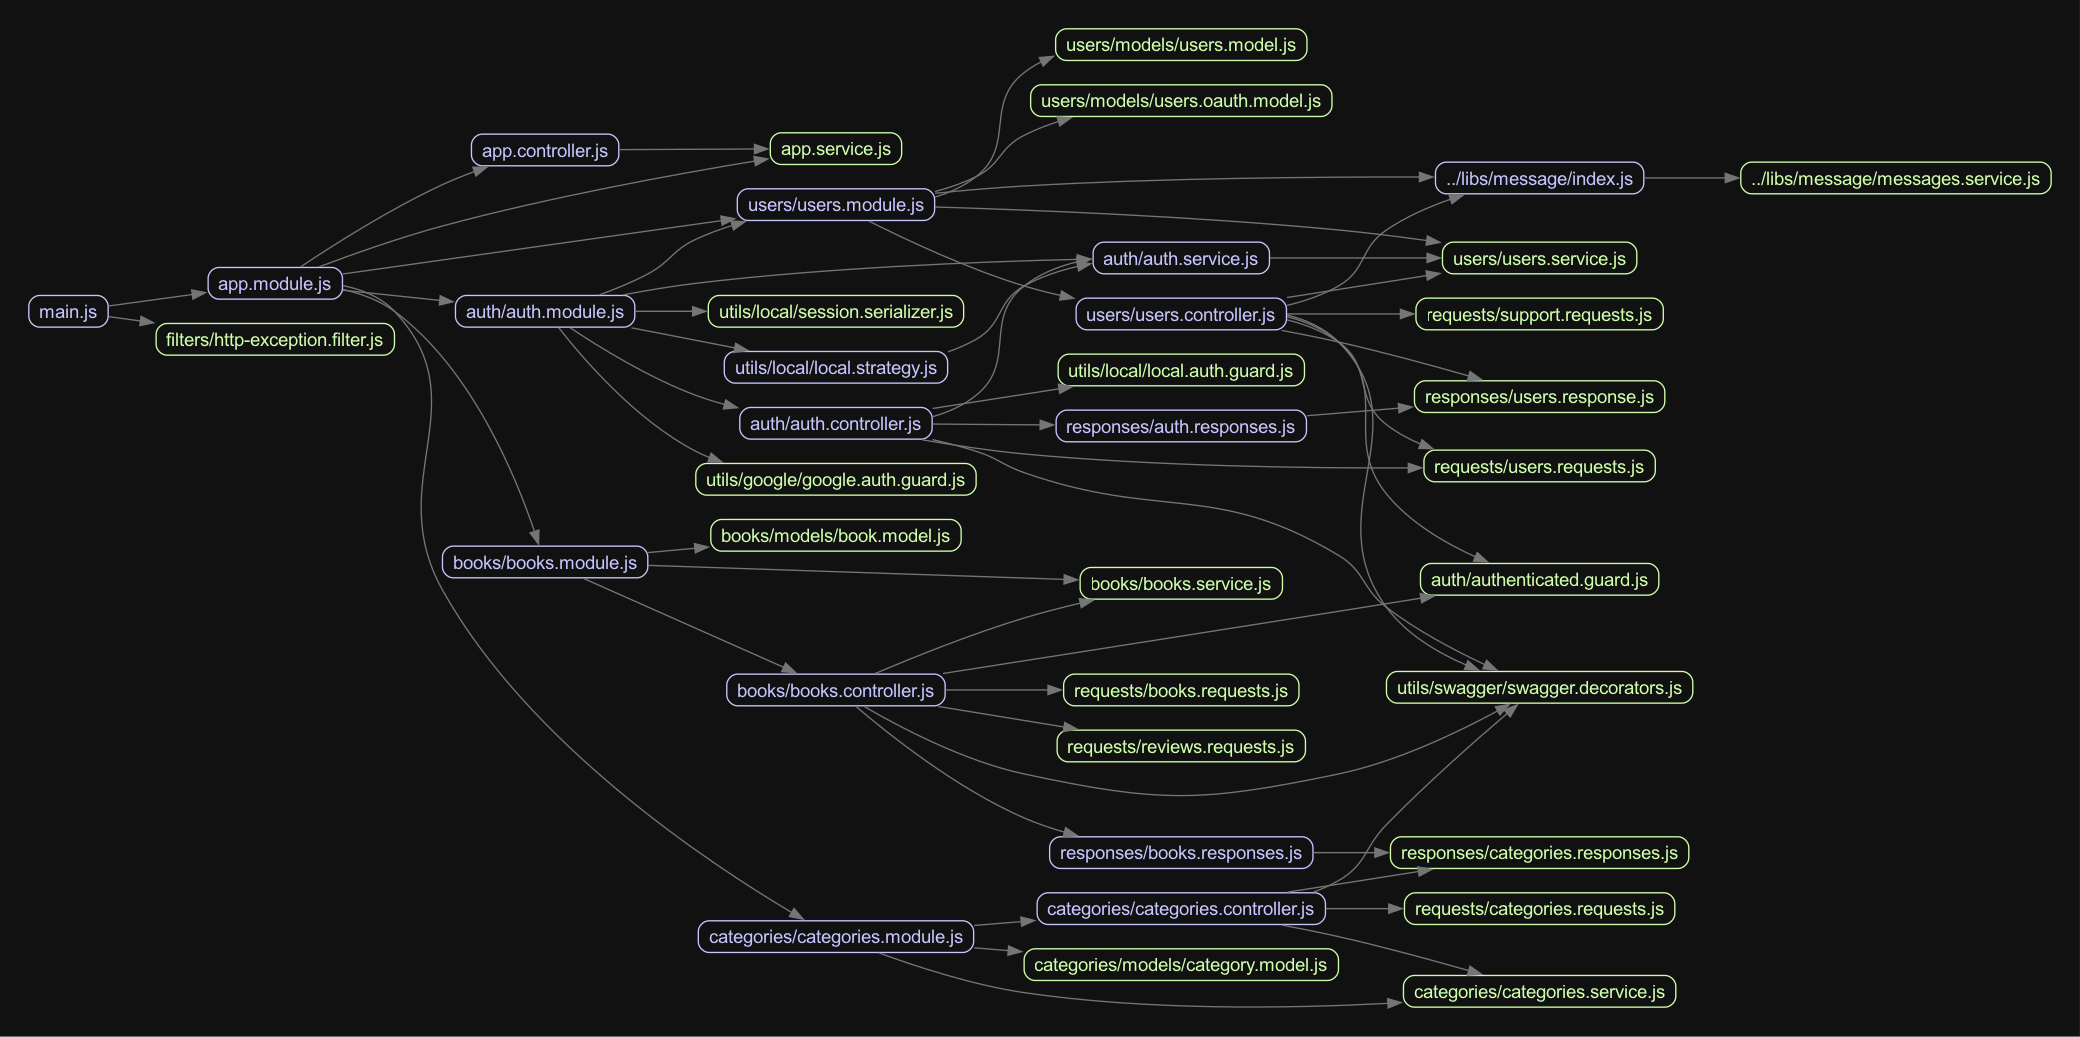 users/models/users.model.js
users/models/users.oauth.model.js
app.controller.js
app.service.js
../libs/message/index.js
../libs/message/messages.service.js
users/users.module.js
auth/auth.service.js
users/users.service.js
app.module.js
main.js
auth/auth.module.js
utils/local/session.serializer.js
users/users.controller.js
requests/support.requests.js
filters/http-exception.filter.js
utils/local/local.strategy.js
utils/local/local.auth.guard.js
responses/users.response.js
auth/auth.controller.js
responses/auth.responses.js
requests/users.requests.js
utils/google/google.auth.guard.js
books/models/book.model.js
books/books.module.js
books/books.service.js
auth/authenticated.guard.js
books/books.controller.js
requests/books.requests.js
utils/swagger/swagger.decorators.js
requests/reviews.requests.js
responses/books.responses.js
responses/categories.responses.js
categories/categories.controller.js
requests/categories.requests.js
categories/categories.module.js
categories/models/category.model.js
categories/categories.service.js